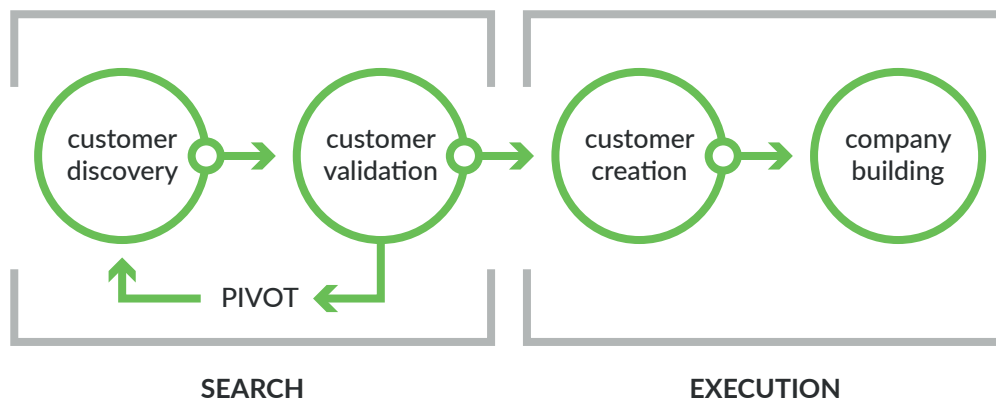 customer
discovery
customer
validation
customer
creation
company
building
PIVOT
SEARCH
EXECUTION